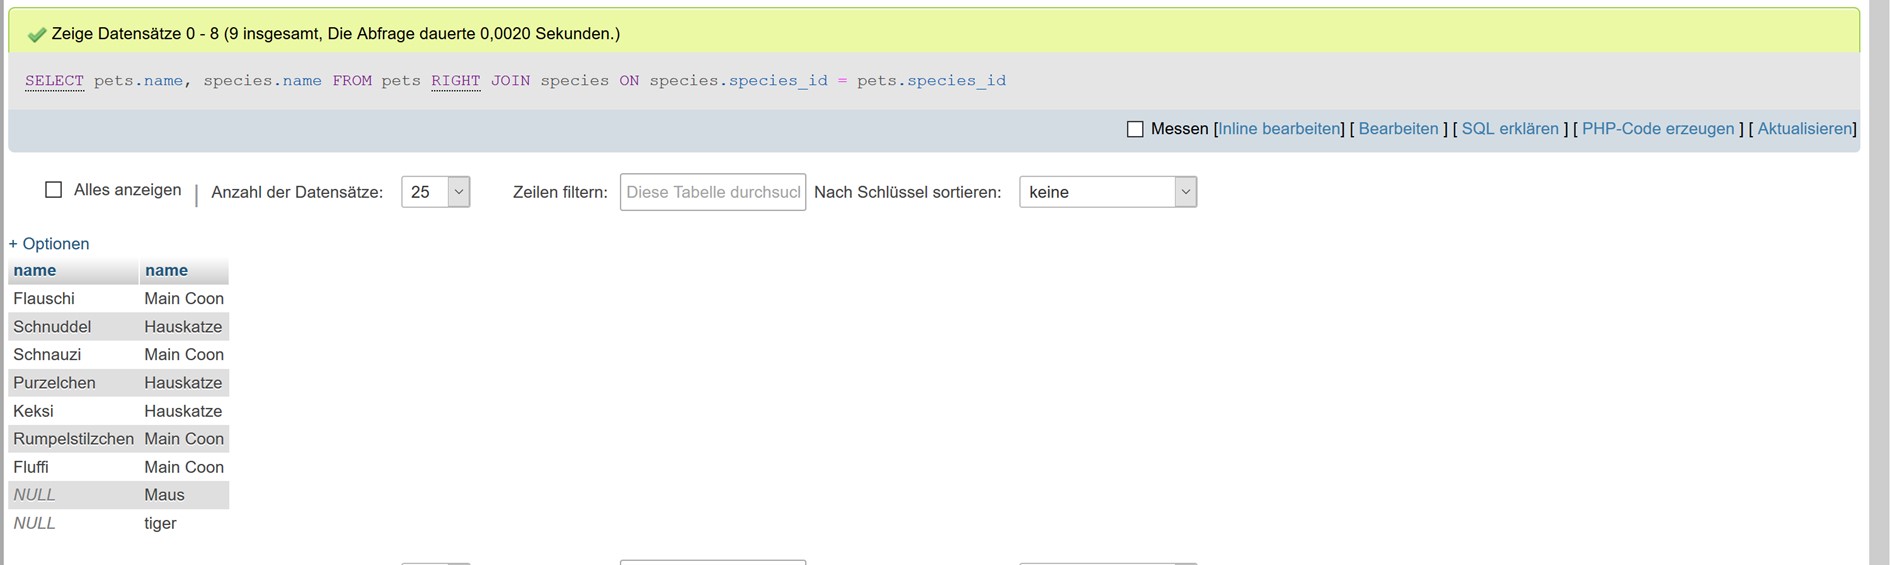 Zeige Datensätze 0 - 8 (9 insgesamt, Die Abfrage dauerte 0,0020 Sekunden.)
SELECT pets.name, species.name FROM pets RIGHT JOIN species ON species.species_id = pets.species_id
Messen [Inline bearbeiten] [ Bearbeiten ] [ SQL erklären ] [ PHP-Code erzeugen ] [ Aktualisieren]
Alles anzeigen | Anzahl der Datensätze: 25 Zeilen filtern: Diese Tabelle durchsucl Nach Schlüssel sortieren: keine
+ Optionen
name name
Flauschi Main Coon
Schnuddel Hauskatze
Schnauzi Main Coon
Purzelchen Hauskatze
Keksi Hauskatze
Rumpelstilzchen Main Coon
Fluffi Main Coon
NULL Maus
NULL tiger